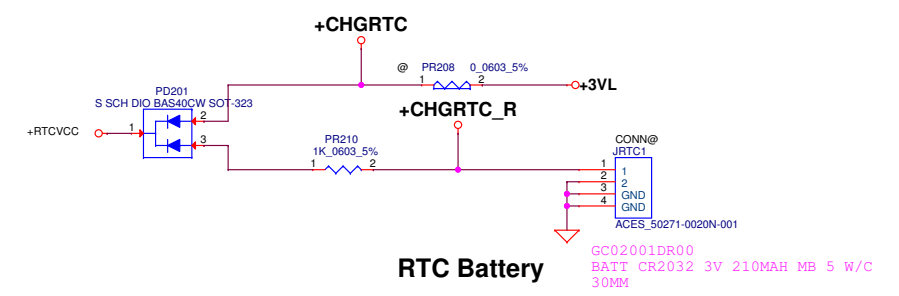 +CHGRTC
@ PR208 0_0603_5%
1 2
+3VL
PD201
S SCH DIO BAS40CW SOT-323
+CHGRTC_R
2
+RTCVCC 1
3
PR210
1K_0603_5%
1 2
CONN@
JRTC1
1 1
2 2
3 GND
4 GND
ACES_50271-0020N-001
RTC Battery
GC02001DR00
BATT CR2032 3V 210MAH MB 5 W/C
30MM